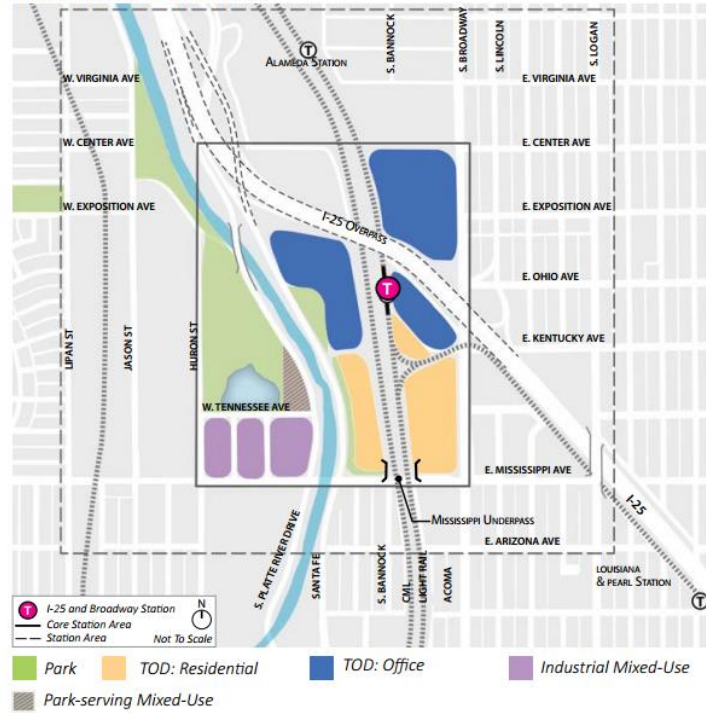 S. BANNOCK
S. BROADWAY
S. LINCOLN
S. LOGAN
T
ALAMEDA STATION
W. VIRGINIA AVE
E. VIRGINIA AVE
W. CENTER AVE
E. CENTER AVE
W. EXPOSITION AVE
E. EXPOSITION AVE
I-25 OVERPASS
E. OHIO AVE
T
E. KENTUCKY AVE
LIPAN ST
JASON ST
HURON ST
W. TENNESSEE AVE
E. MISSISSIPPI AVE
I-25
MISSISSIPPI UNDERPASS
E. ARIZONA AVE
S. PLATTE RIVER DRIVE
SANTA FE
S. BANNOCK
CML
LIGHT RAIL
ACOMA
LOUISIANA
& PEARL STATION
T
T I-25 and Broadway Station
Core Station Area
Station Area
N
Not To Scale
Park
TOD: Residential
TOD: Office
Industrial Mixed-Use
Park-serving Mixed-Use